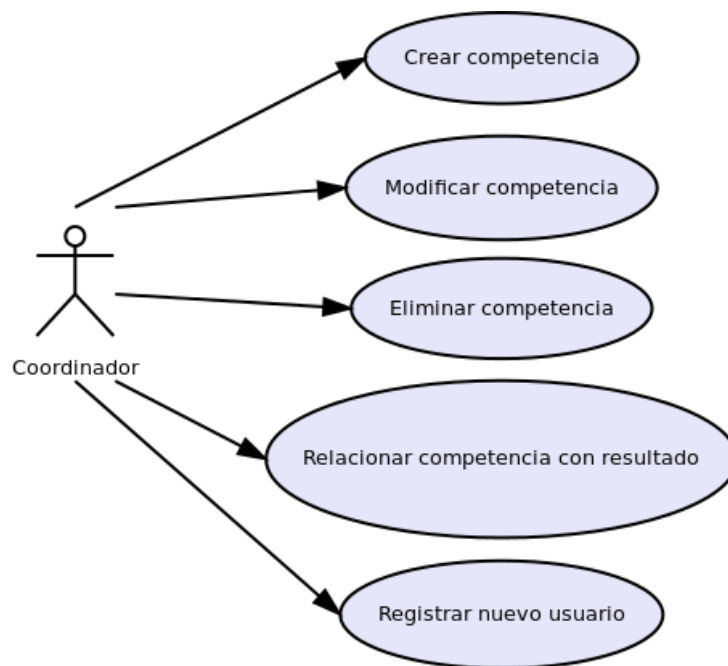 Crear competencia
Modificar competencia
Eliminar competencia
Coordinador
Relacionar competencia con resultado
Registrar nuevo usuario